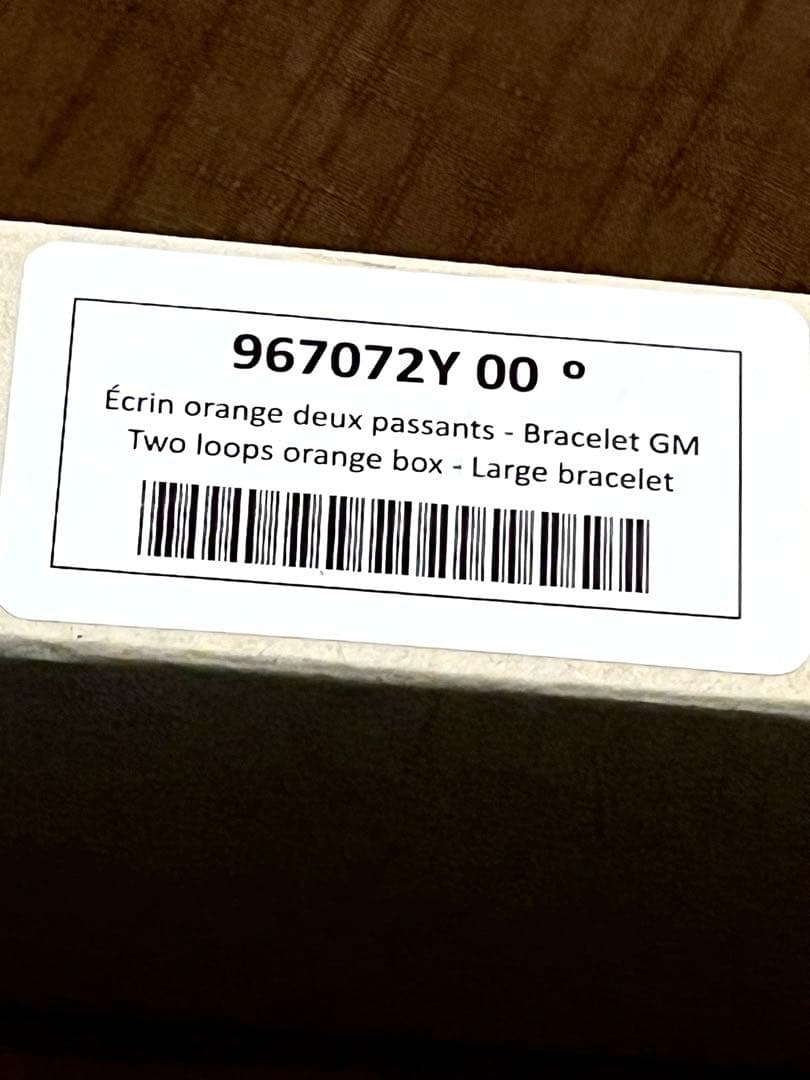 967072Y 00 º
Écrin orange deux passants - Bracelet GM
Two loops orange box - Large bracelet